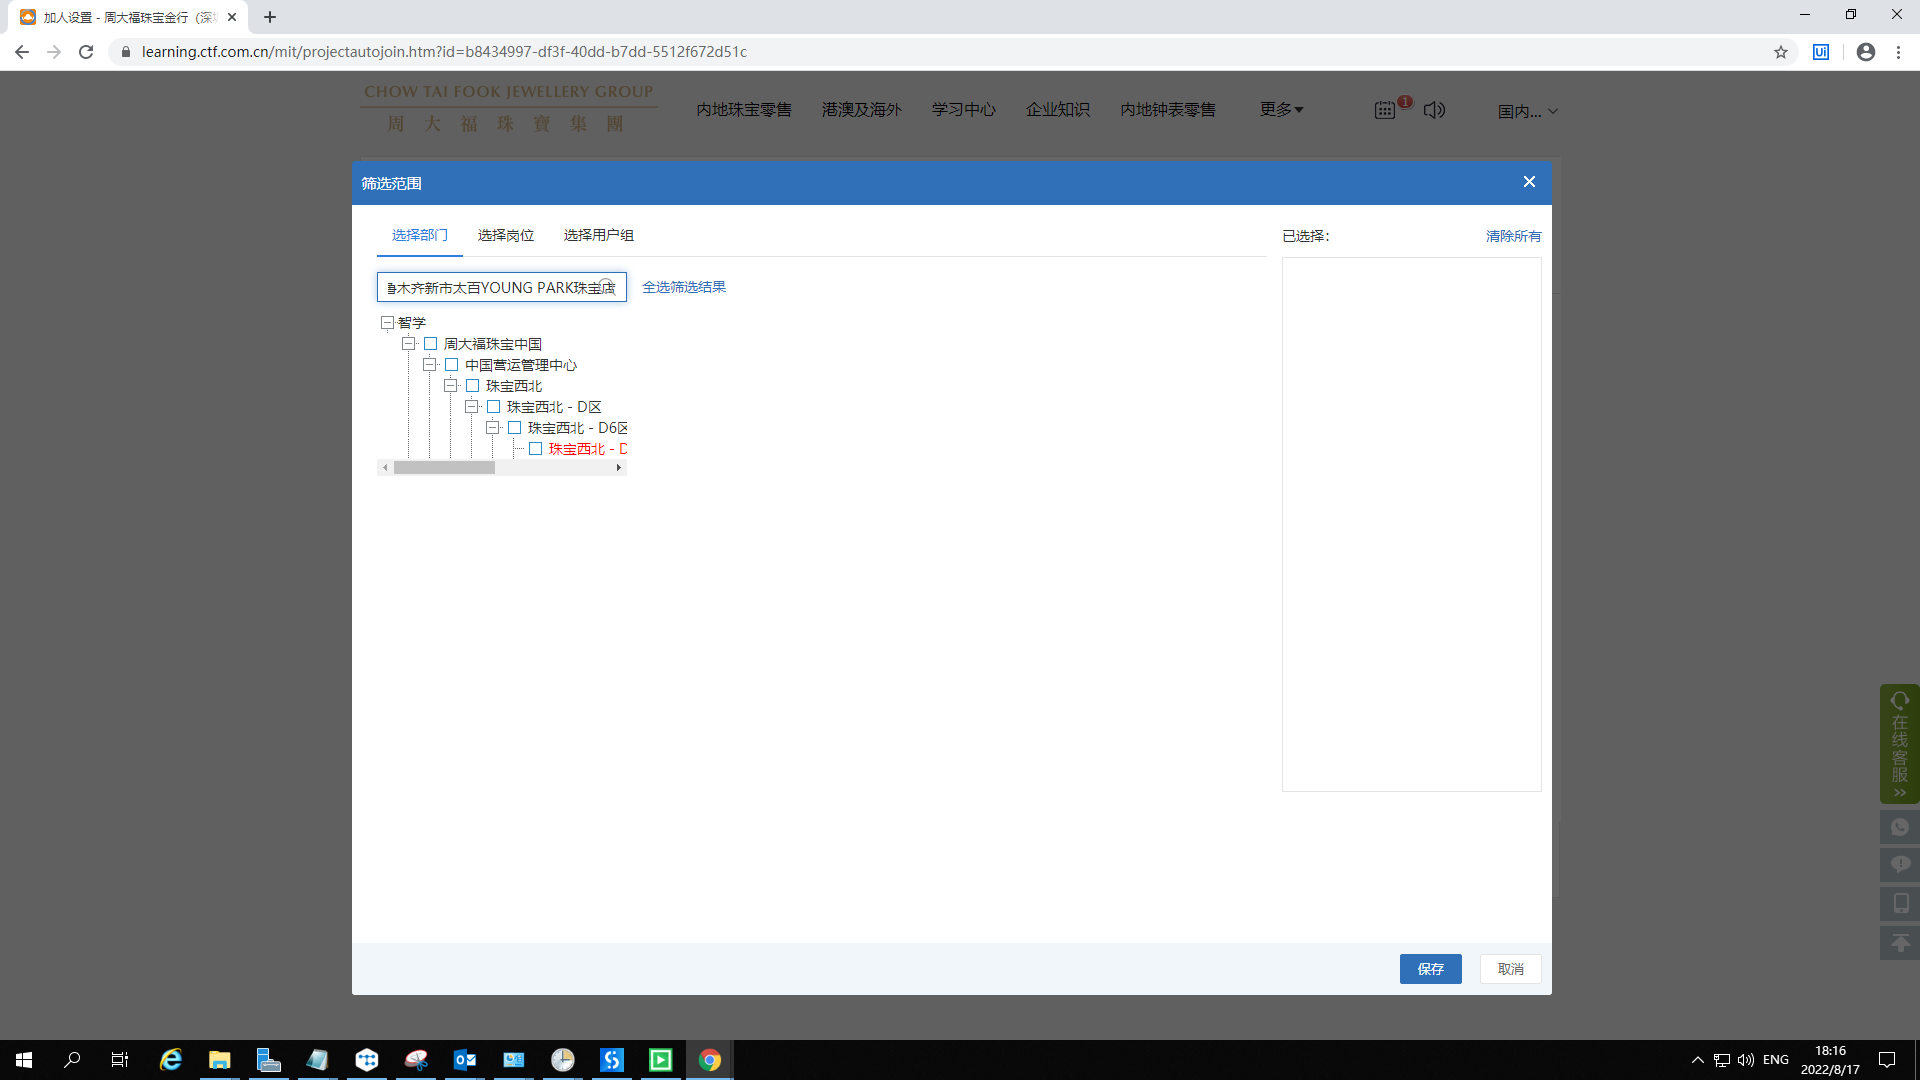 加人设置 - 周大福珠宝金行（深圳
learning.ctf.com.cn/mit/projectautojoin.htm?id=b8434997-df3f-40dd-b7dd-5512f672d51c
Ui
CHOW TAI FOOK JEWELLERY GROUP
周大福珠寶集團
内地珠宝零售
港澳及海外
学习中心
企业知识
内地钟表零售
更多
1
国内...
筛选范围
选择部门
选择岗位
选择用户组
已选择：
清除所有
木齐新市太百YOUNG PARK珠宝店
全选筛选结果
智学
周大福珠宝中国
中国营运管理中心
珠宝西北
珠宝西北 - D区
珠宝西北 - D6区
珠宝西北 - D
在线客服
保存
取消
ENG
18:16
2022/8/17